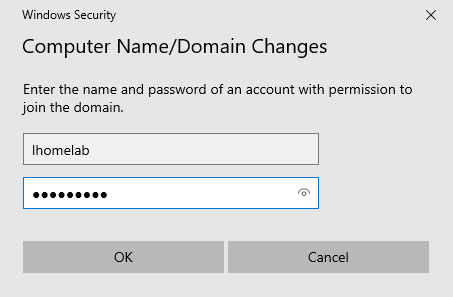 Windows Security
Computer Name/Domain Changes
Enter the name and password of an account with permission to
join the domain.
lhomelab
●●●●●●●●●
OK
Cancel